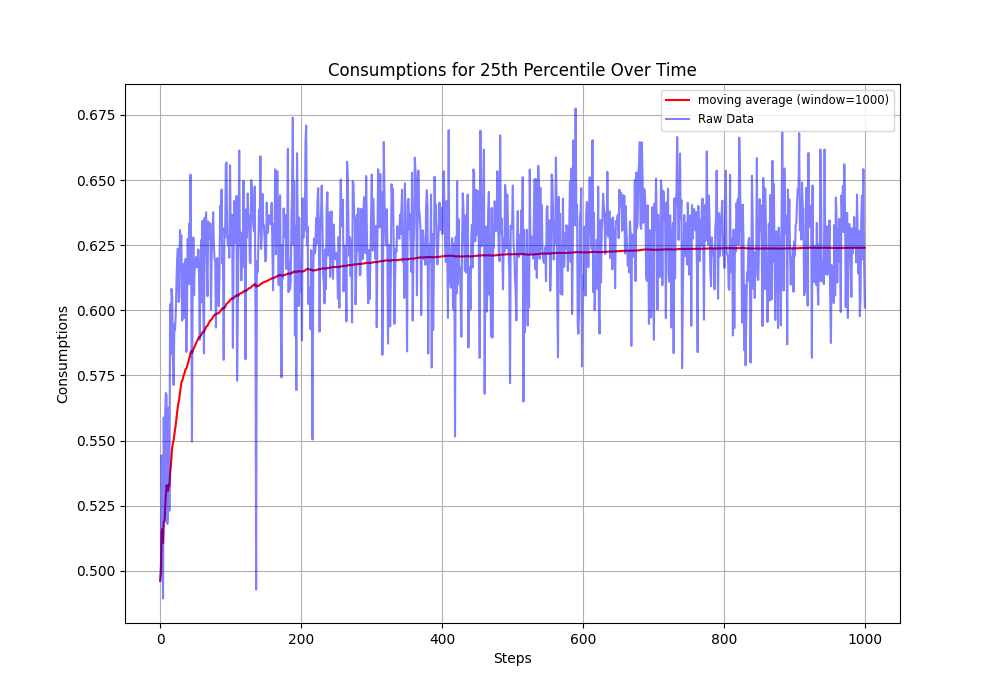 Consumptions for 25th Percentile Over Time
moving average (window=1000)
Raw Data
0.675
0.650
0.625
0.600
0.575
0.550
0.525
0.500
Consumptions
0
200
400
600
800
1000
Steps